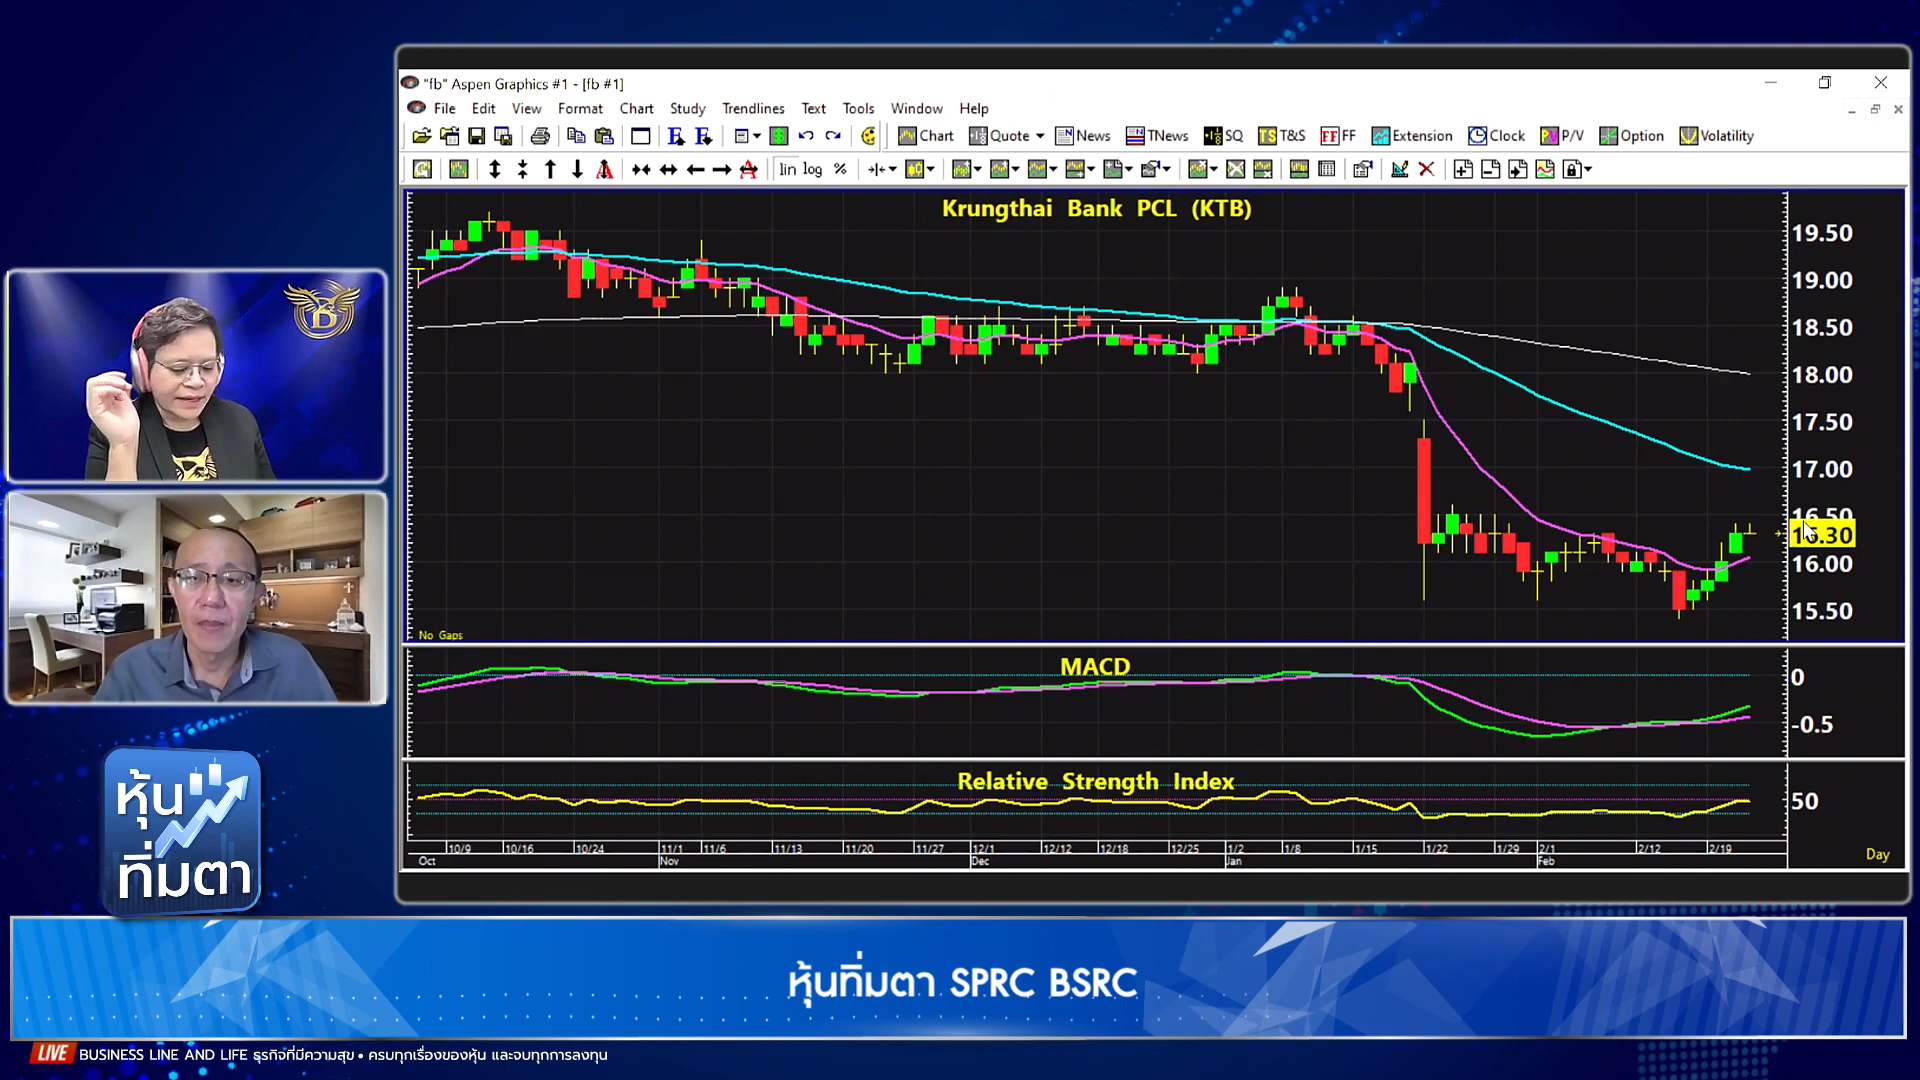 "fb" Aspen Graphics #1 - [fb #1]
File Edit View Format Chart Study Trendlines Text Tools Window Help
Chart Quote News TNews SQ T&S FF Extension Clock P/V Option Volatility
lin log %
Krungthai Bank PCL (KTB)
19.50
19.00
18.50
18.00
17.50
17.00
16.50
16.30
16.00
15.50
No Gaps
MACD
0
-0.5
Relative Strength Index
50
10/9 10/16 10/24 11/1 11/6 11/13 11/20 11/27 12/1 12/12 12/18 12/25 1/2 1/8 1/15 1/22 1/29 2/1 2/12 2/19
Oct Nov Dec Jan Feb
Day
หุ้น
ทิ่มตา
หุ้นทิ่มตา SPRC BSRC
LIVE BUSINESS LINE AND LIFE ธุรกิจที่มีความสุข • ครบทุกเรื่องของหุ้น และจบทุกการลงทุน